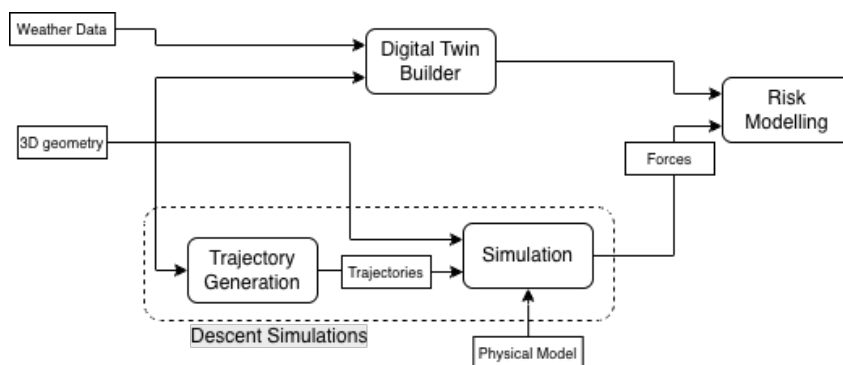 Weather Data
Digital Twin
Builder
Risk
Modelling
3D geometry
Forces
Trajectory
Generation
Trajectories
Simulation
Descent Simulations
Physical Model